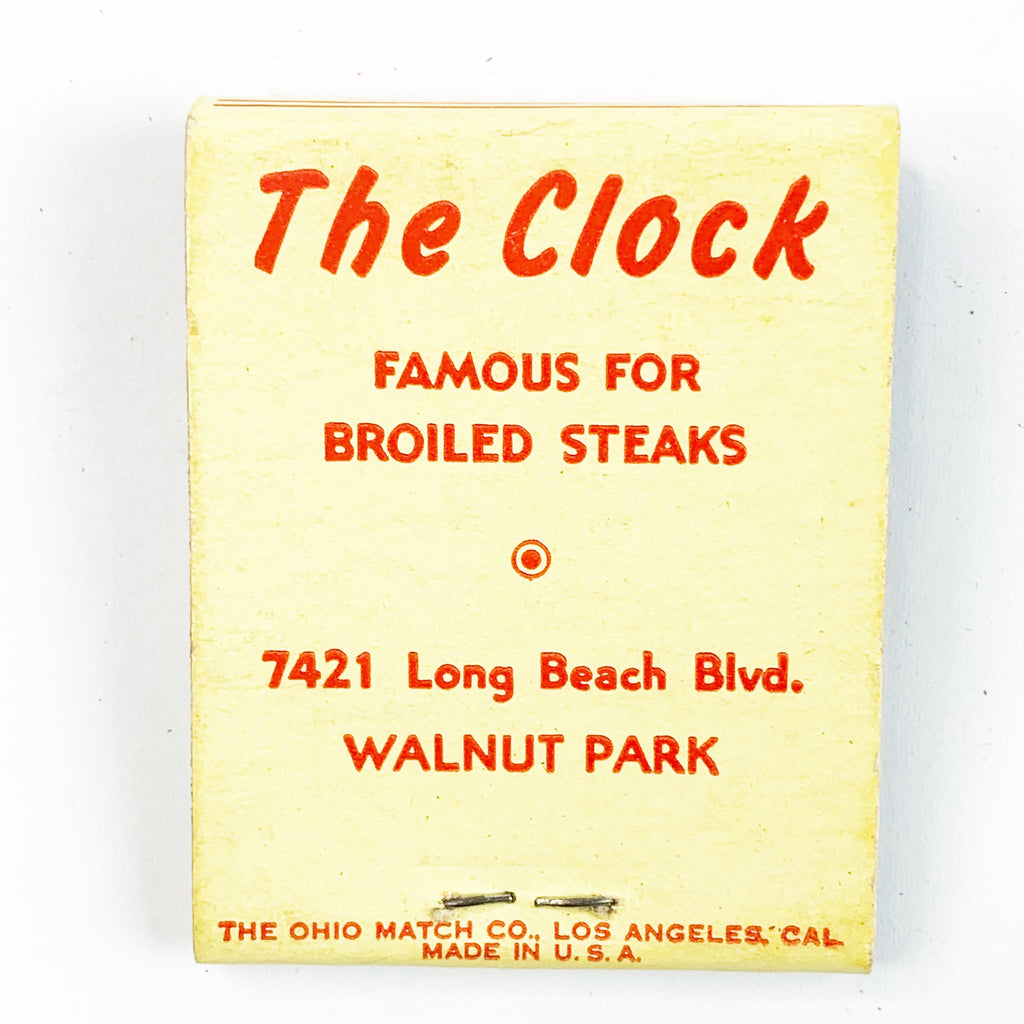 The Clock
FAMOUS FOR
BROILED STEAKS
7421 Long Beach Blvd.
WALNUT PARK
THE OHIO MATCH CO., LOS ANGELES, CAL.
MADE IN U.S.A.